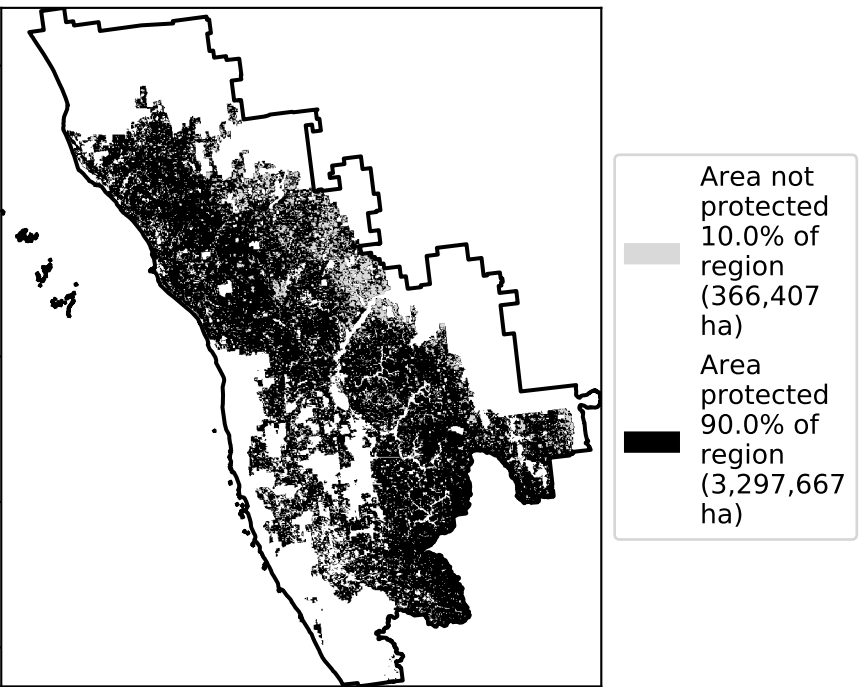 Area not
protected
10.0% of
region
(366,407
ha)
Area
protected
90.0% of
region
(3,297,667
ha)